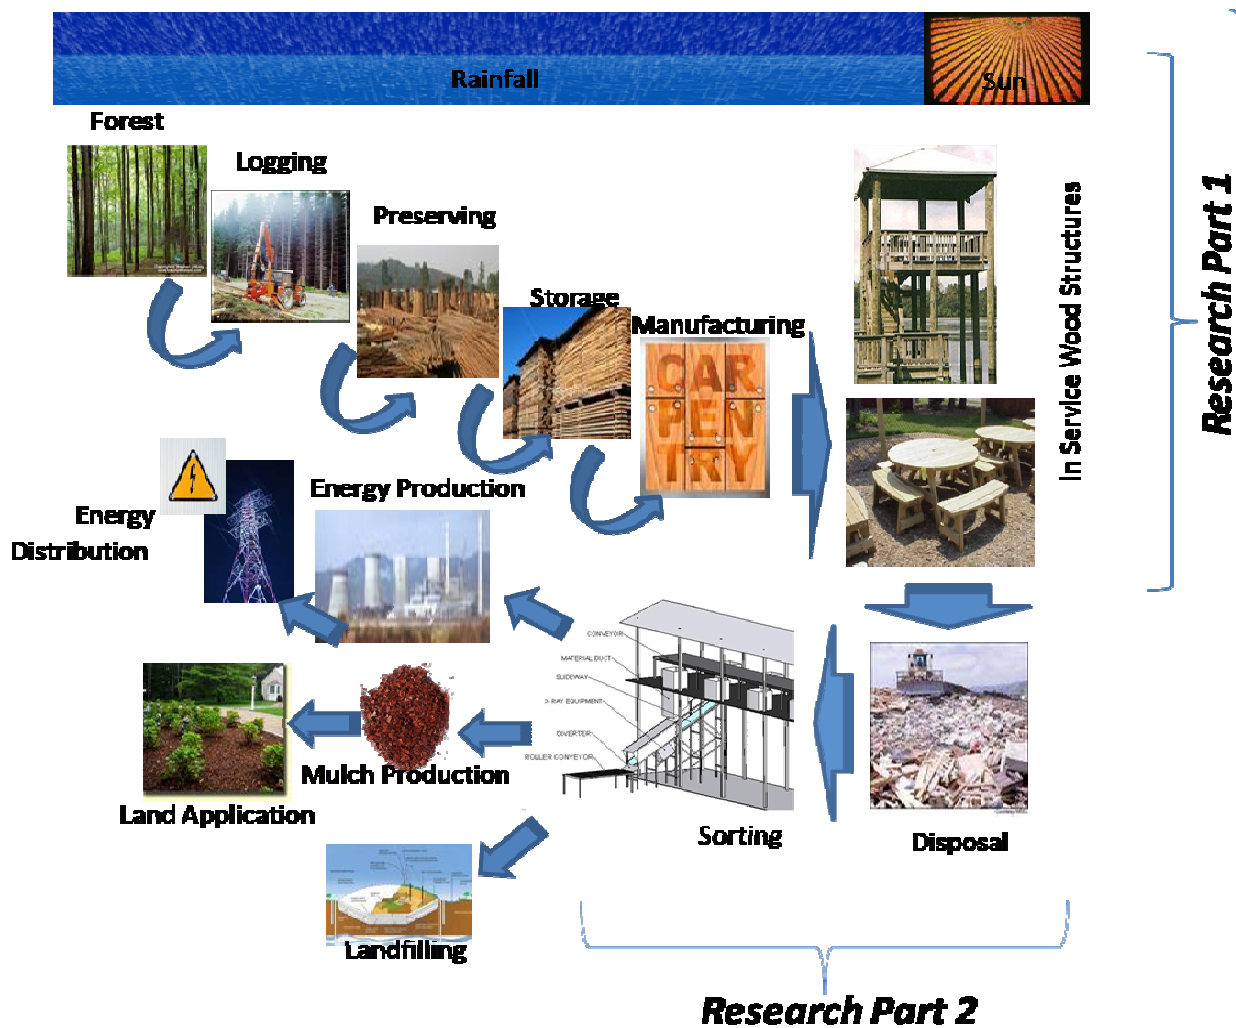 Rainfall
Sun
Forest
Logging
Preserving
Storage
Manufacturing
CAR
PEN
TRY
In Service Wood Structures
Research Part 1
Energy Production
Energy
Distribution
CONVEYOR
MATERIAL DUCT
SLIDEWAY
X-RAY EQUIPMENT
DIVERTER
ROLLER CONVEYOR
Mulch Production
Land Application
Sorting
Disposal
Landfilling
Research Part 2